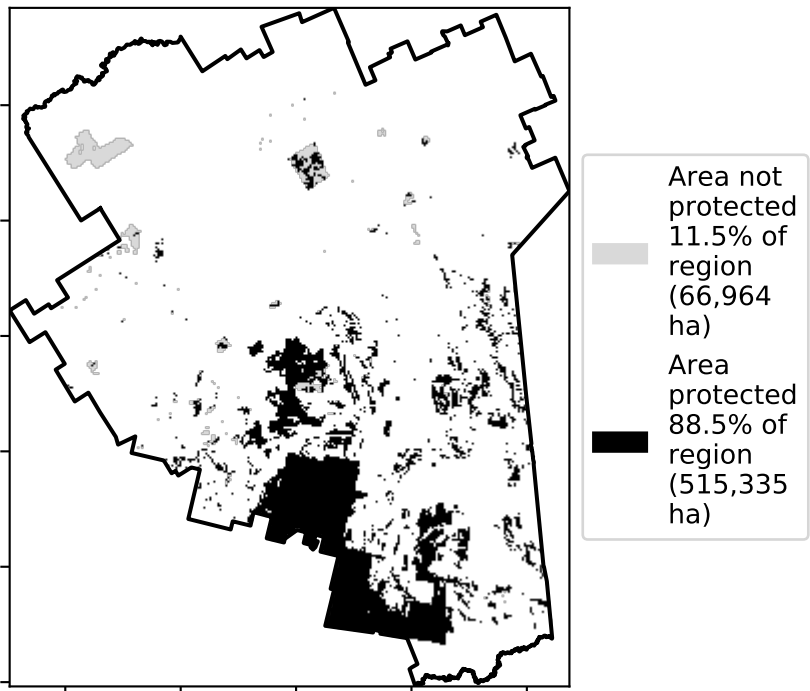 Area not
protected
11.5% of
region
(66,964
ha)
Area
protected
88.5% of
region
(515,335
ha)